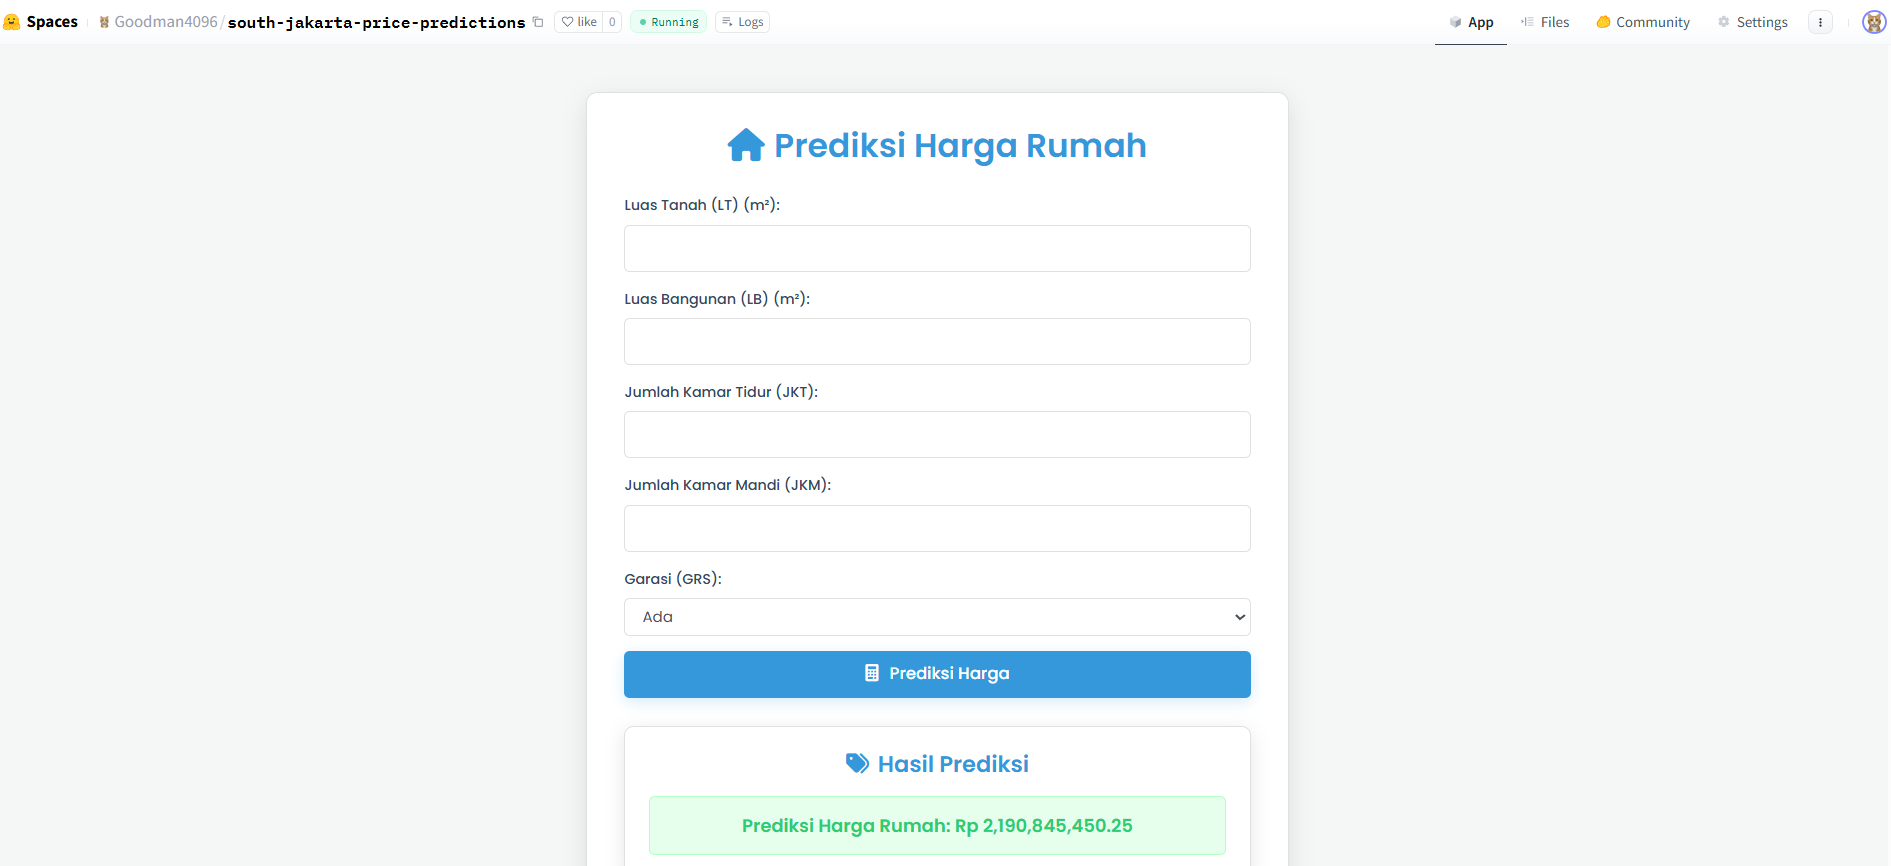 Spaces Goodman4096/south-jakarta-price-predictions like 0 Running Logs App Files Community Settings
Prediksi Harga Rumah
Luas Tanah (LT) (m²):
Luas Bangunan (LB) (m²):
Jumlah Kamar Tidur (JKT):
Jumlah Kamar Mandi (JKM):
Garasi (GRS):
Ada
Prediksi Harga
Hasil Prediksi
Prediksi Harga Rumah: Rp 2,190,845,450.25